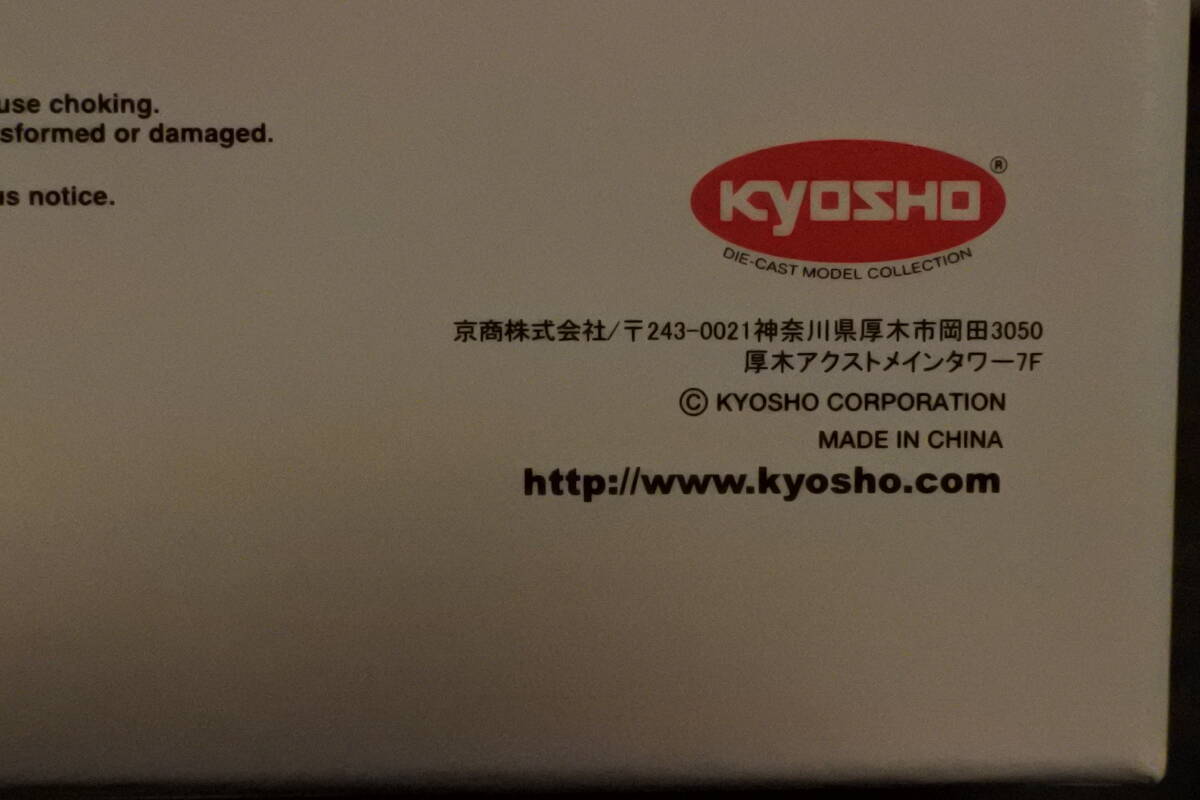 use choking.
sformed or damaged.
us notice.
KYOSHO ®
DIE-CAST MODEL COLLECTION
京商株式会社/〒243-0021神奈川県厚木市岡田3050
厚木アクストメインタワー7F
© KYOSHO CORPORATION
MADE IN CHINA
http://www.kyosho.com